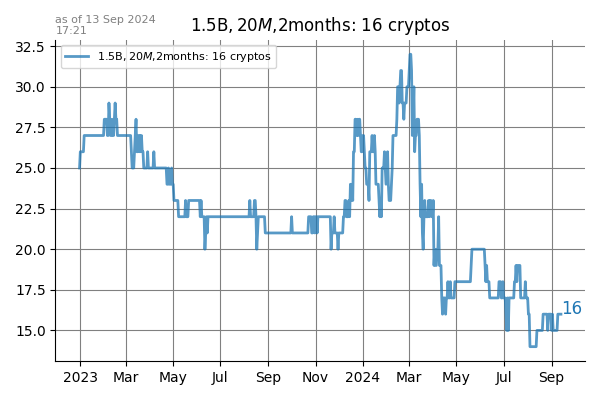 as of 13 Sep 2024
17:21
1.5B, 20M,2months: 16 cryptos
1.5B, 20M,2months: 16 cryptos
32.5
30.0
27.5
25.0
22.5
20.0
17.5
15.0
16
2023 Mar May Jul Sep Nov 2024 Mar May Jul Sep